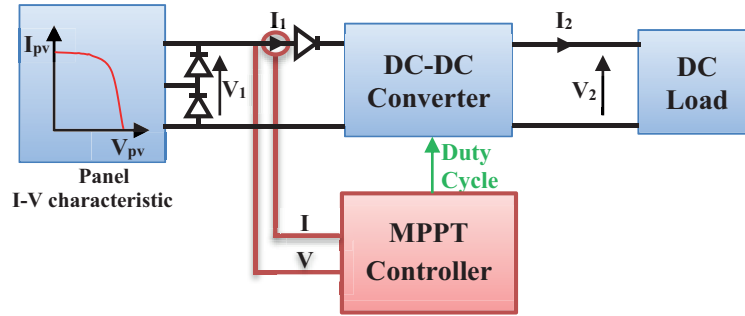 I₁
I₂
Iₚᵥ
Vₚᵥ
V₁
DC-DC
Converter
V₂
DC
Load
Panel
I-V characteristic
Duty
Cycle
I
V
MPPT
Controller